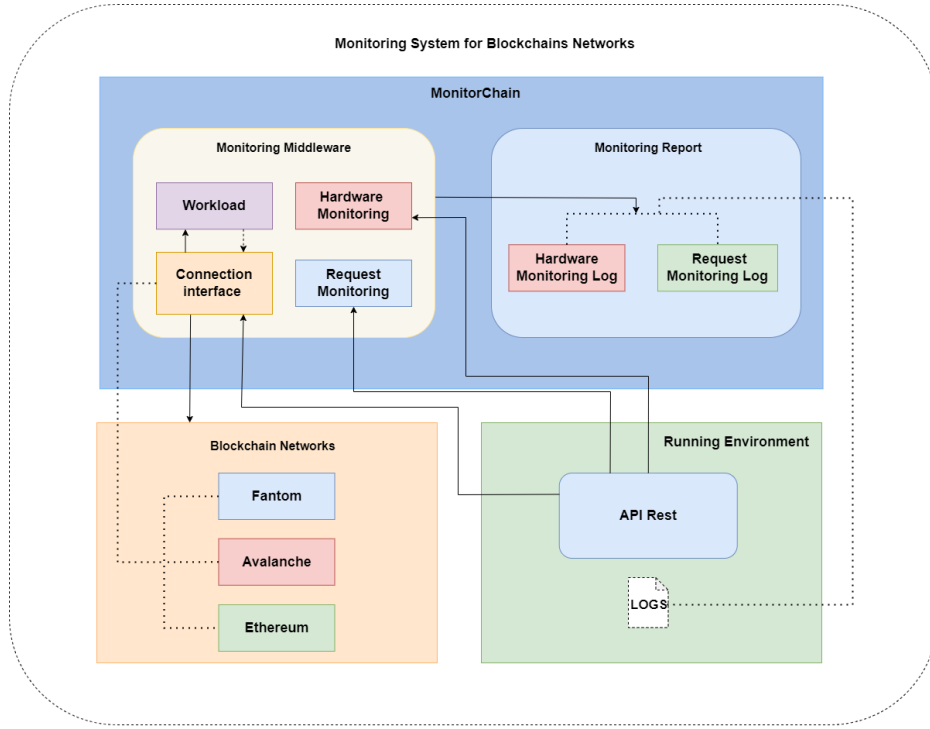 Monitoring System for Blockchains Networks
MonitorChain
Monitoring Middleware
Monitoring Report
Workload
Hardware
Monitoring
Connection
interface
Request
Monitoring
Hardware
Monitoring Log
Request
Monitoring Log
Blockchain Networks
Fantom
Avalanche
Ethereum
Running Environment
API Rest
LOGS